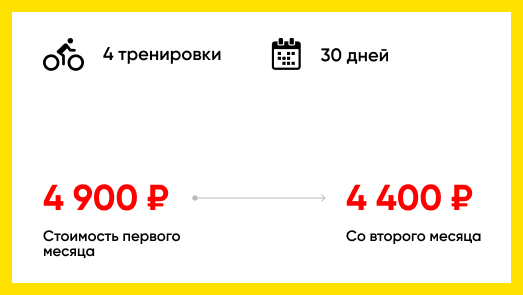 4 тренировки
30 дней
4 900 ₽
4 400 ₽
Стоимость первого
месяца
Со второго месяца